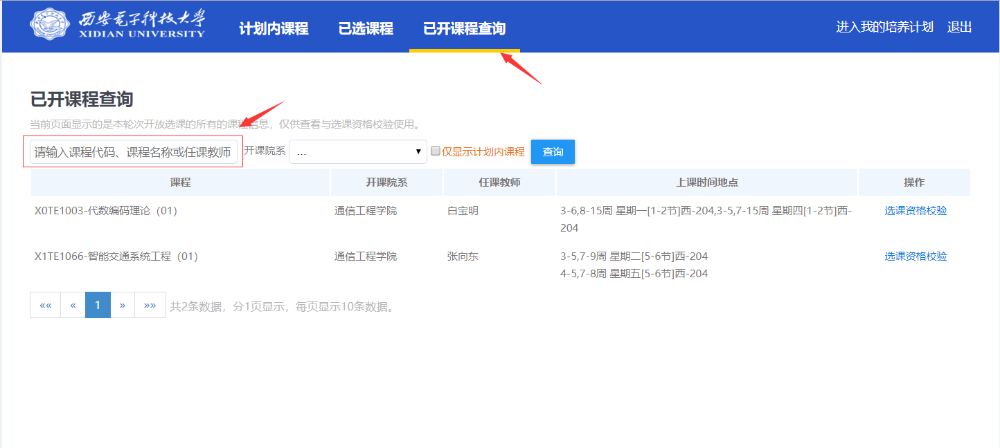 西安电子科技大学
XIDIAN UNIVERSITY
计划内课程 已选课程 已开课程查询 进入我的培养计划 退出
已开课程查询
当前页面显示的是本轮次开放选课的所有的课程信息，仅供查看与选课资格校验使用。
请输入课程代码、课程名称或任课教师 开课院系 ... 仅显示计划内课程 查询
课程 开课院系 任课教师 上课时间地点 操作
X0TE1003-代数编码理论（01） 通信工程学院 白宝明 3-6,8-15周 星期一[1-2节]西-204,3-5,7-15周 星期四[1-2节]西- 选课资格校验
204
X1TE1066-智能交通系统工程（01） 通信工程学院 张向东 3-5,7-9周 星期二[5-6节]西-204 选课资格校验
4-5,7-8周 星期五[5-6节]西-204
«« « 1 » »» 共2条数据，分1页显示，每页显示10条数据。